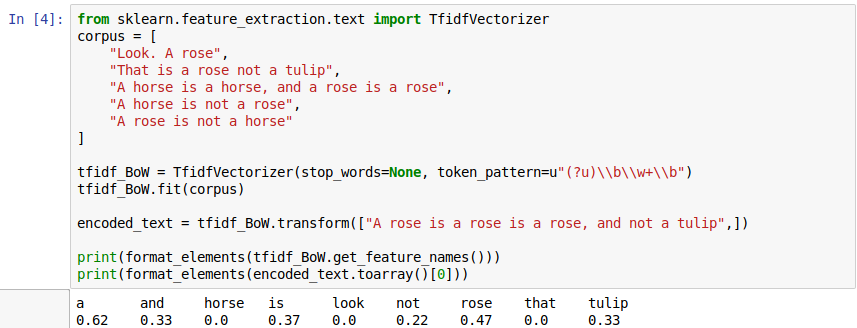 In [4]: from sklearn.feature_extraction.text import TfidfVectorizer
corpus = [
    "Look. A rose",
    "That is a rose not a tulip",
    "A horse is a horse, and a rose is a rose",
    "A horse is not a rose",
    "A rose is not a horse"
]

tfidf_BoW = TfidfVectorizer(stop_words=None, token_pattern=u"(?u)\\b\\w+\\b")
tfidf_BoW.fit(corpus)

encoded_text = tfidf_BoW.transform(["A rose is a rose is a rose, and not a tulip",])

print(format_elements(tfidf_BoW.get_feature_names()))
print(format_elements(encoded_text.toarray()[0]))
a and horse is look not rose that tulip
0.62 0.33 0.0 0.37 0.0 0.22 0.47 0.0 0.33